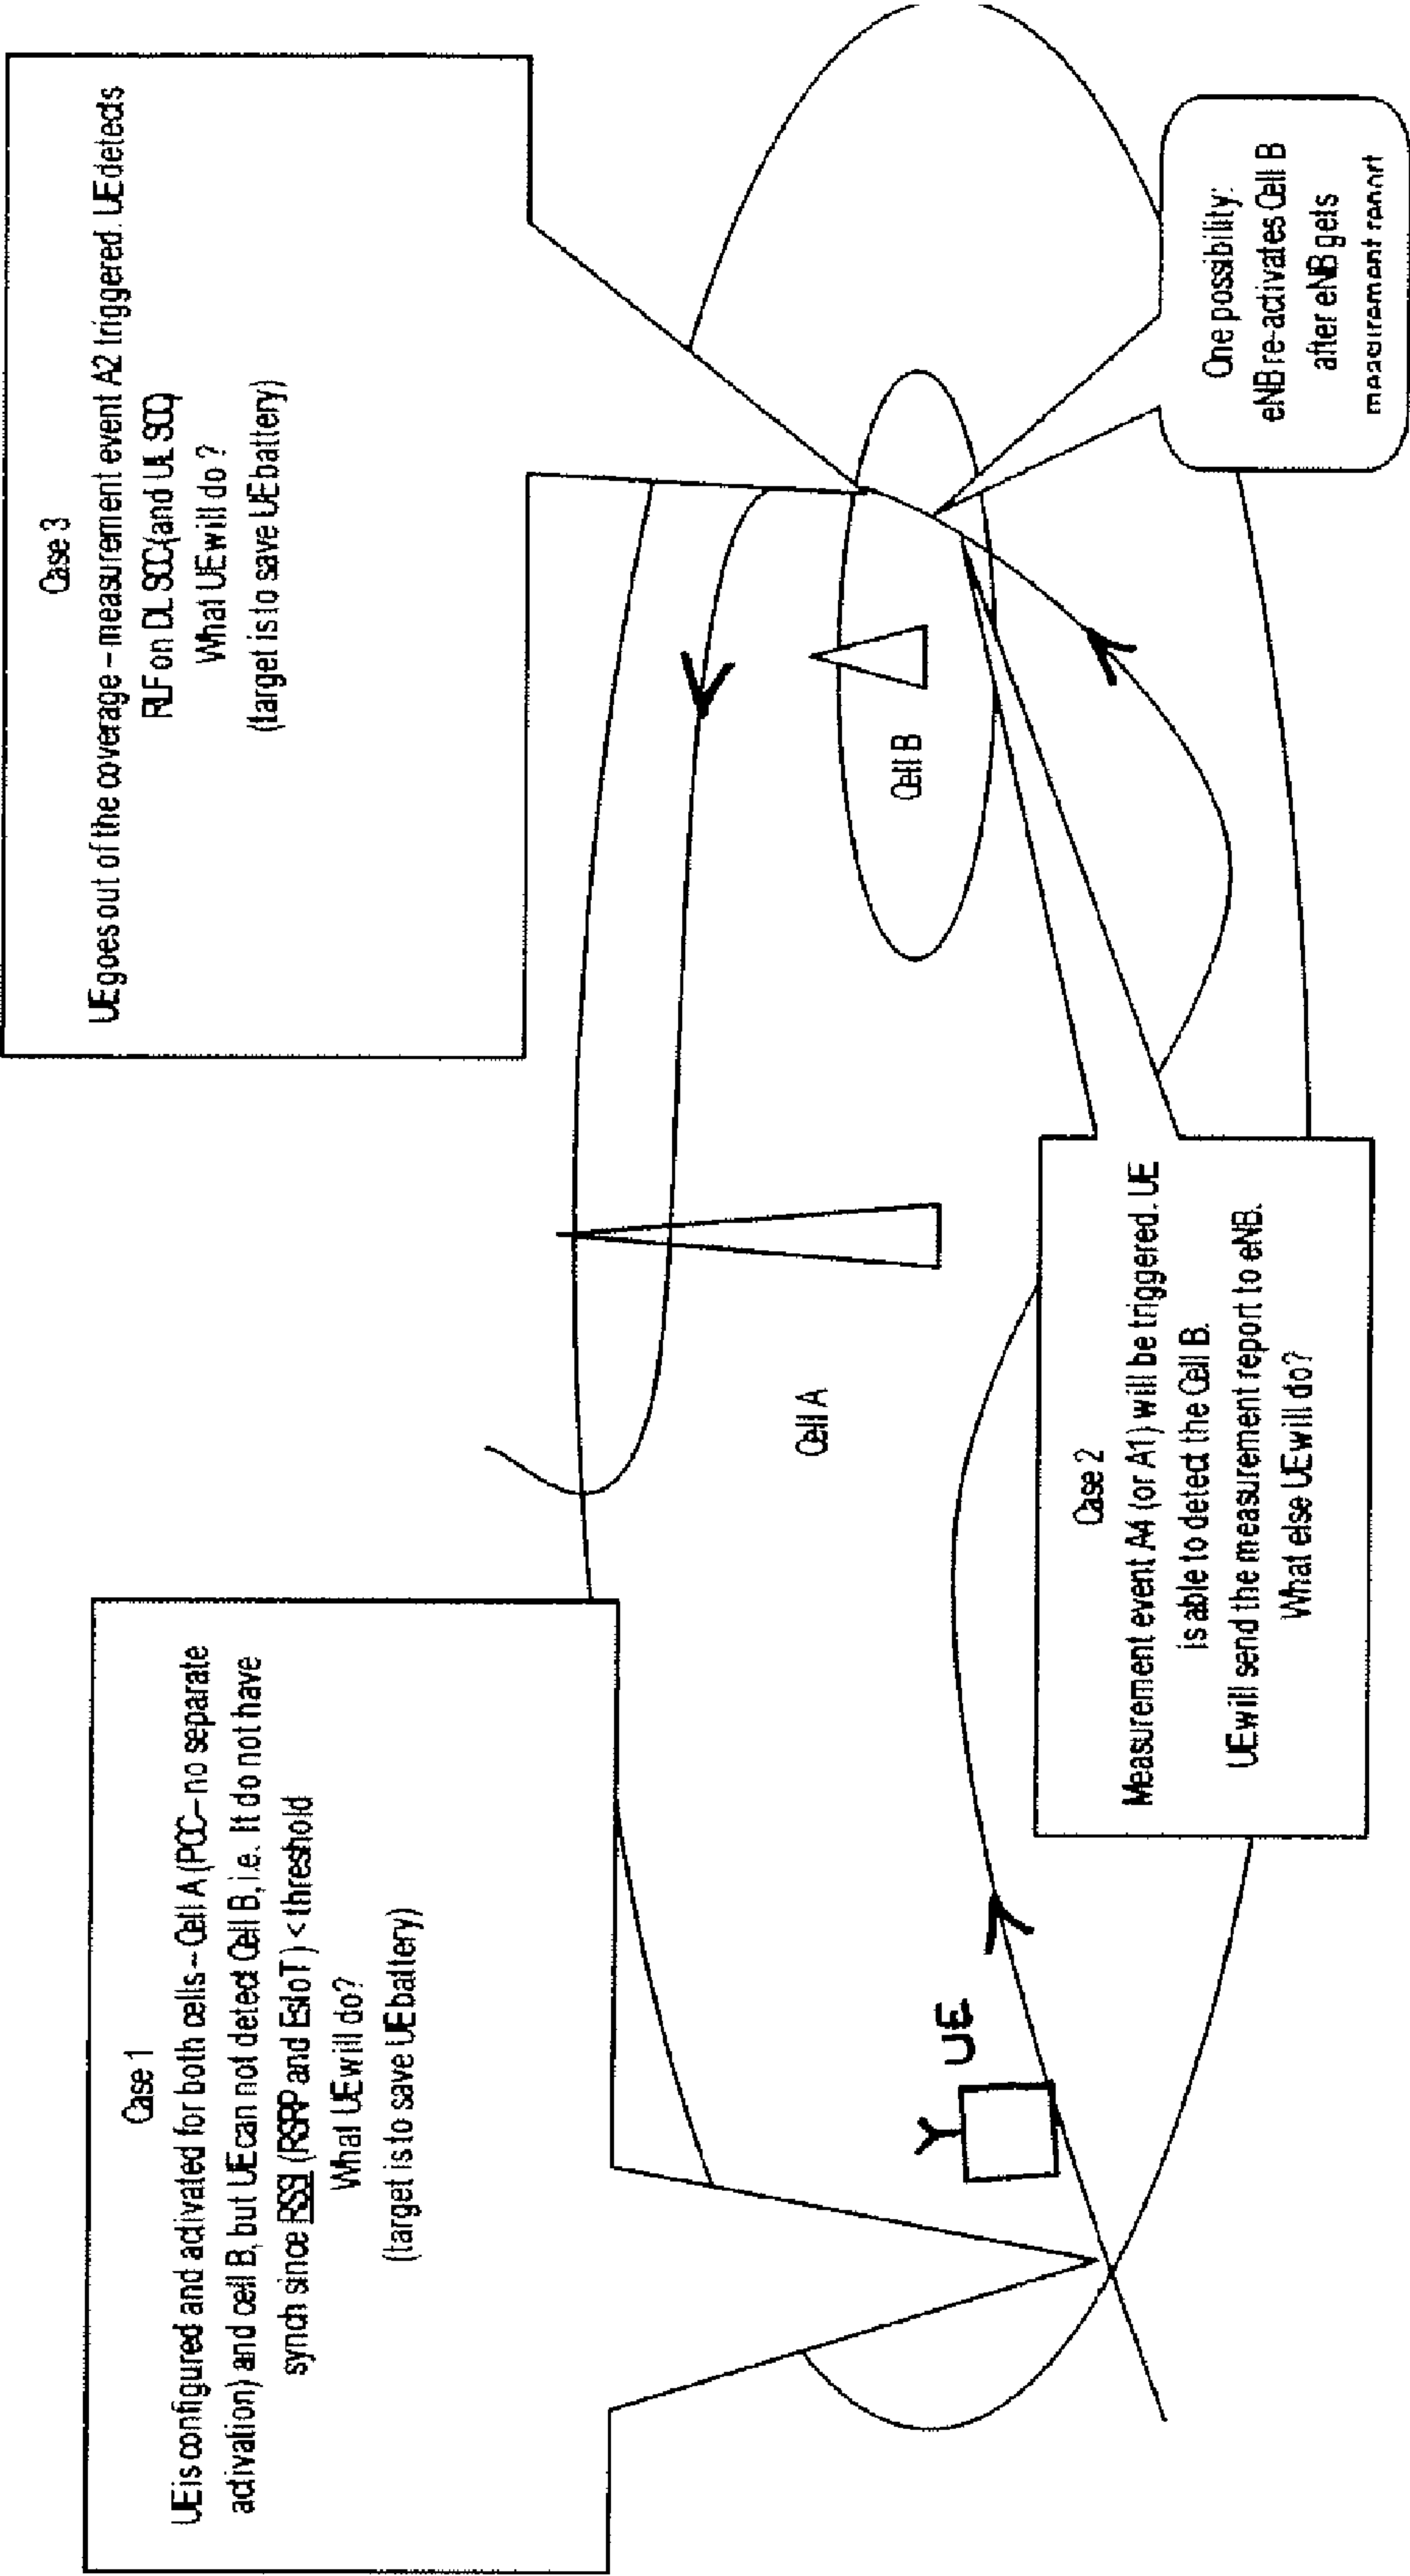 Case 1
UE is configured and activated for both cells – Cell A (PCC – no separate
activation) and cell B, but UE can not detect Cell B, i.e. It do not have
synch since RSSI (RSRP and EsIoT) < threshold
What UE will do?
(target is to save UE battery)
Case 3
UE goes out of the coverage – measurement event A2 triggered. UE detects
RLF on DL SCC (and UL SCC)
What UE will do ?
(target is to save UE battery)
UE
Cell A
Cell B
Case 2
Measurement event A4 (or A1) will be triggered. UE
is able to detect the Cell B.
UE will send the measurement report to eNB.
What else UE will do?
One possibility:
eNB re-activates Cell B
after eNB gets
measurement report